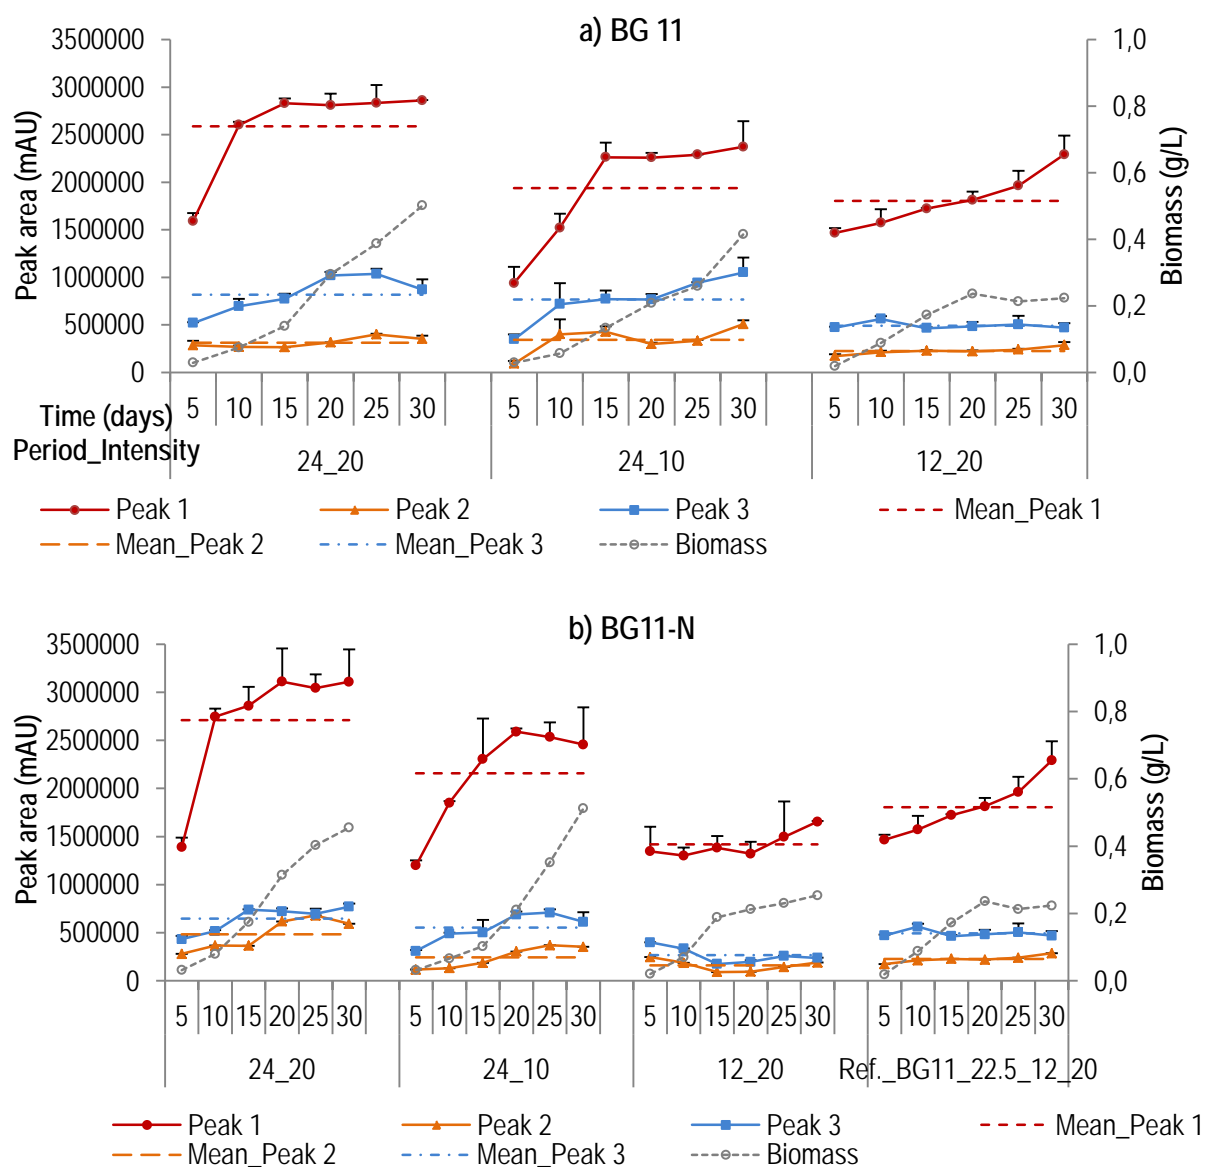 a) BG 11
3500000 1,0
3000000
2500000 0,8
2000000 0,6
1500000 0,4
1000000
500000 0,2
0 0,0
Peak area (mAU)
Biomass (g/L)
Time (days) 5 10 15 20 25 30 5 10 15 20 25 30 5 10 15 20 25 30
Period_Intensity 24_20 24_10 12_20
Peak 1 Peak 2 Peak 3 Mean_Peak 1
Mean_Peak 2 Mean_Peak 3 Biomass
b) BG11-N
3500000 1,0
3000000
2500000 0,8
2000000 0,6
1500000 0,4
1000000
500000 0,2
0 0,0
Peak area (mAU)
Biomass (g/L)
5 10 15 20 25 30 5 10 15 20 25 30 5 10 15 20 25 30 5 10 15 20 25 30
24_20 24_10 12_20 Ref._BG11_22.5_12_20
Peak 1 Peak 2 Peak 3 Mean_Peak 1
Mean_Peak 2 Mean_Peak 3 Biomass